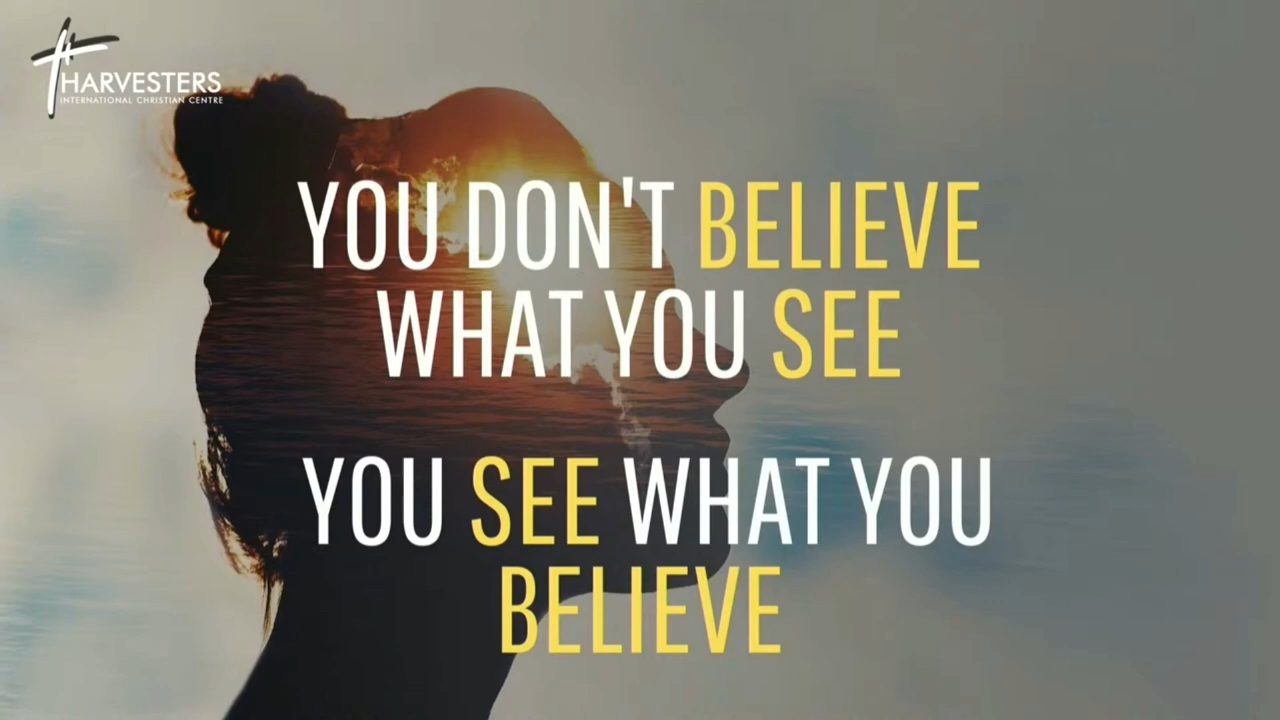 HARVESTERS
INTERNATIONAL CHRISTIAN CENTRE
YOU DON'T BELIEVE
WHAT YOU SEE
YOU SEE WHAT YOU
BELIEVE